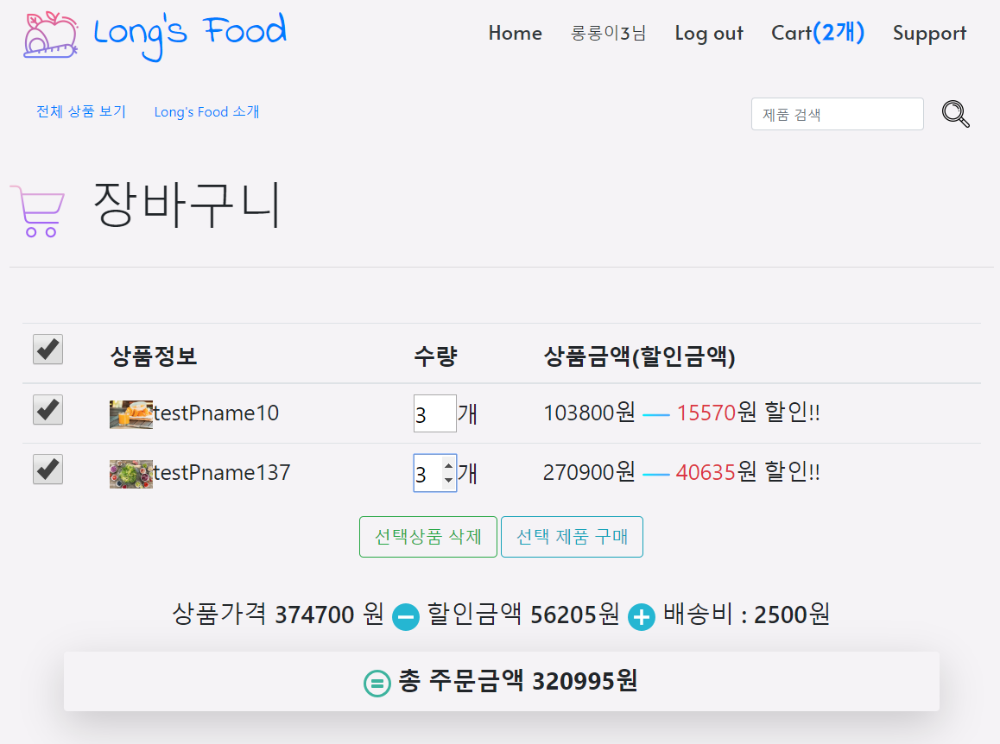 Long's Food Home 롱롱이3님 Log out Cart(2개) Support
전체 상품 보기 Long's Food 소개 제품 검색
장바구니
상품정보 수량 상품금액(할인금액)
testPname10 3 개 103800원 15570원 할인!!
testPname137 3 개 270900원 40635원 할인!!
선택상품 삭제 선택 제품 구매
상품가격 374700 원 할인금액 56205원 배송비 : 2500원
총 주문금액 320995원